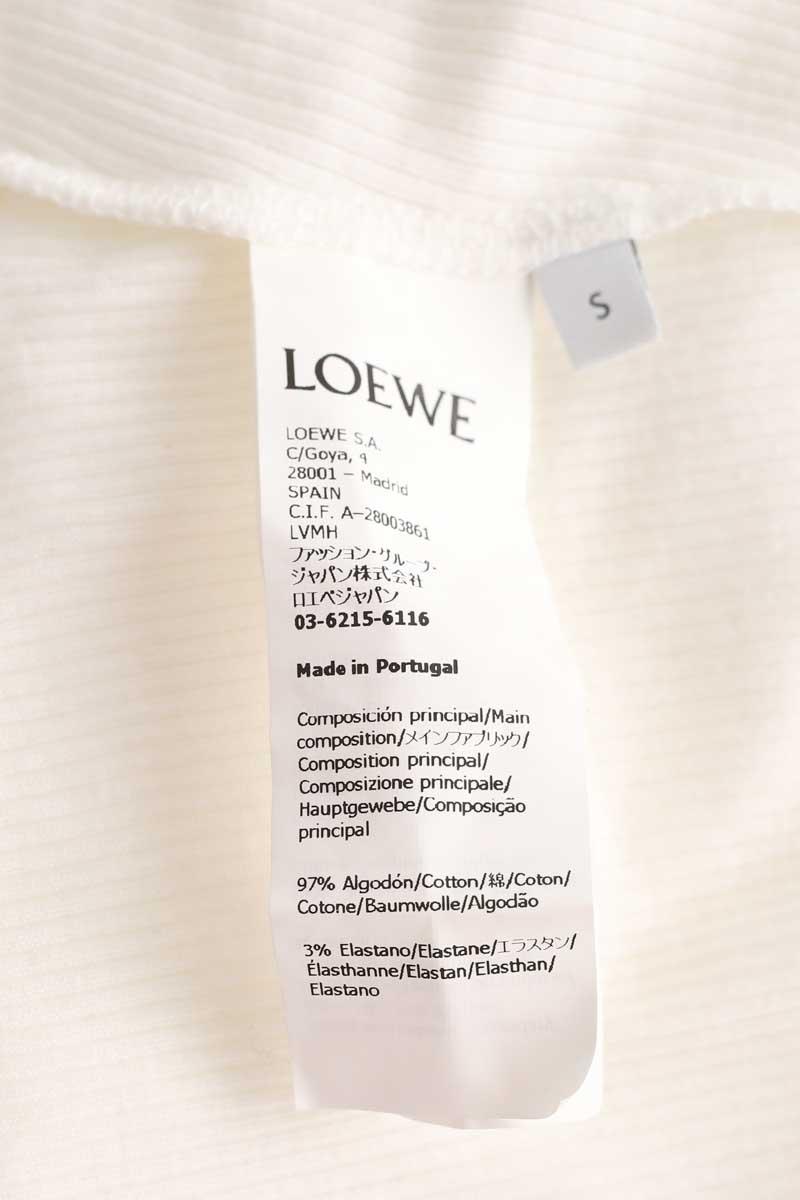 S
LOEWE
LOEWE S.A.
C/Goya, 4
28001 – Madrid
SPAIN
C.I.F. A-28003861
LVMH
ファッション・グループ・
ジャパン株式会社
ロエベジャパン
03-6215-6116
Made in Portugal
Composición principal/Main
composition/メインファブリック/
Composition principal/
Composizione principale/
Hauptgewebe/Composição
principal
97% Algodón/Cotton/綿/Coton/
Cotone/Baumwolle/Algodão
3% Elastano/Elastane/エラスタン/
Élasthanne/Elastan/Elasthan/
Elastano